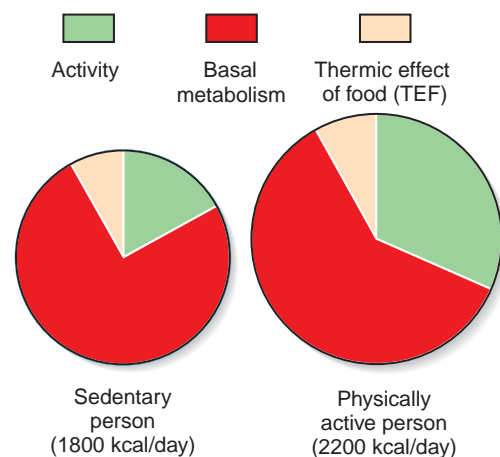 Activity
Basal
metabolism
Thermic effect
of food (TEF)
Sedentary
person
(1800 kcal/day)
Physically
active person
(2200 kcal/day)